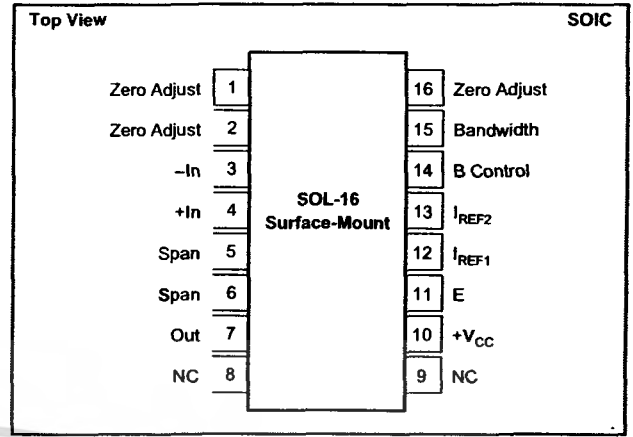 Top View
SOIC
Zero Adjust 1
16 Zero Adjust
Zero Adjust 2
15 Bandwidth
–In 3
14 B Control
+In 4
13 IREF2
Span 5
12 IREF1
Span 6
11 E
Out 7
10 +VCC
NC 8
9 NC
SOL-16
Surface-Mount